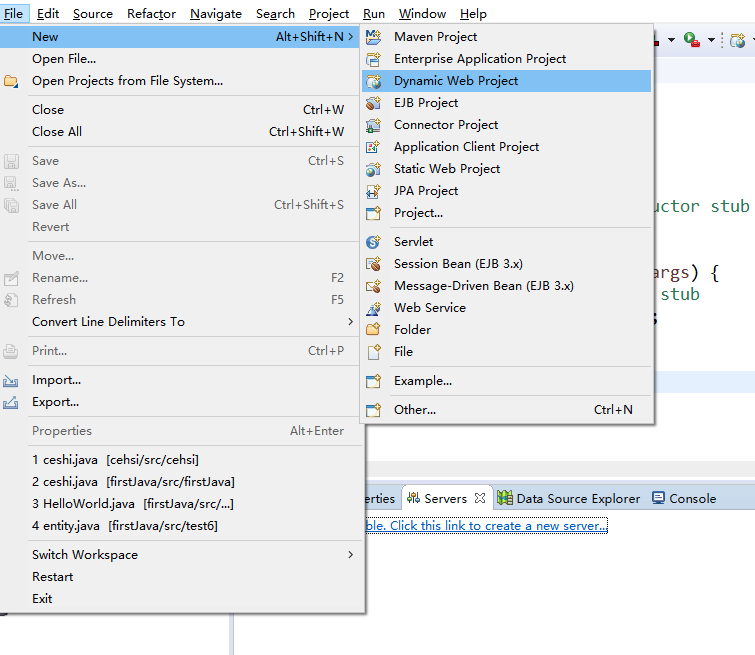 File Edit Source Refactor Navigate Search Project Run Window Help
New Alt+Shift+N
Open File...
Open Projects from File System...
Close Ctrl+W
Close All Ctrl+Shift+W
Save Ctrl+S
Save As...
Save All Ctrl+Shift+S
Revert
Move...
Rename... F2
Refresh F5
Convert Line Delimiters To
Print... Ctrl+P
Import...
Export...
Properties Alt+Enter
1 ceshi.java [cehsi/src/cehsi]
2 ceshi.java [firstJava/src/firstJava]
3 HelloWorld.java [firstJava/src/...]
4 entity.java [firstJava/src/test6]
Switch Workspace
Restart
Exit
Maven Project
Enterprise Application Project
Dynamic Web Project
EJB Project
Connector Project
Application Client Project
Static Web Project
JPA Project
Project...
Servlet
Session Bean (EJB 3.x)
Message-Driven Bean (EJB 3.x)
Web Service
Folder
File
Example...
Other... Ctrl+N
uctor stub
args) {
stub
;
erties Servers Data Source Explorer Console
ble. Click this link to create a new server...